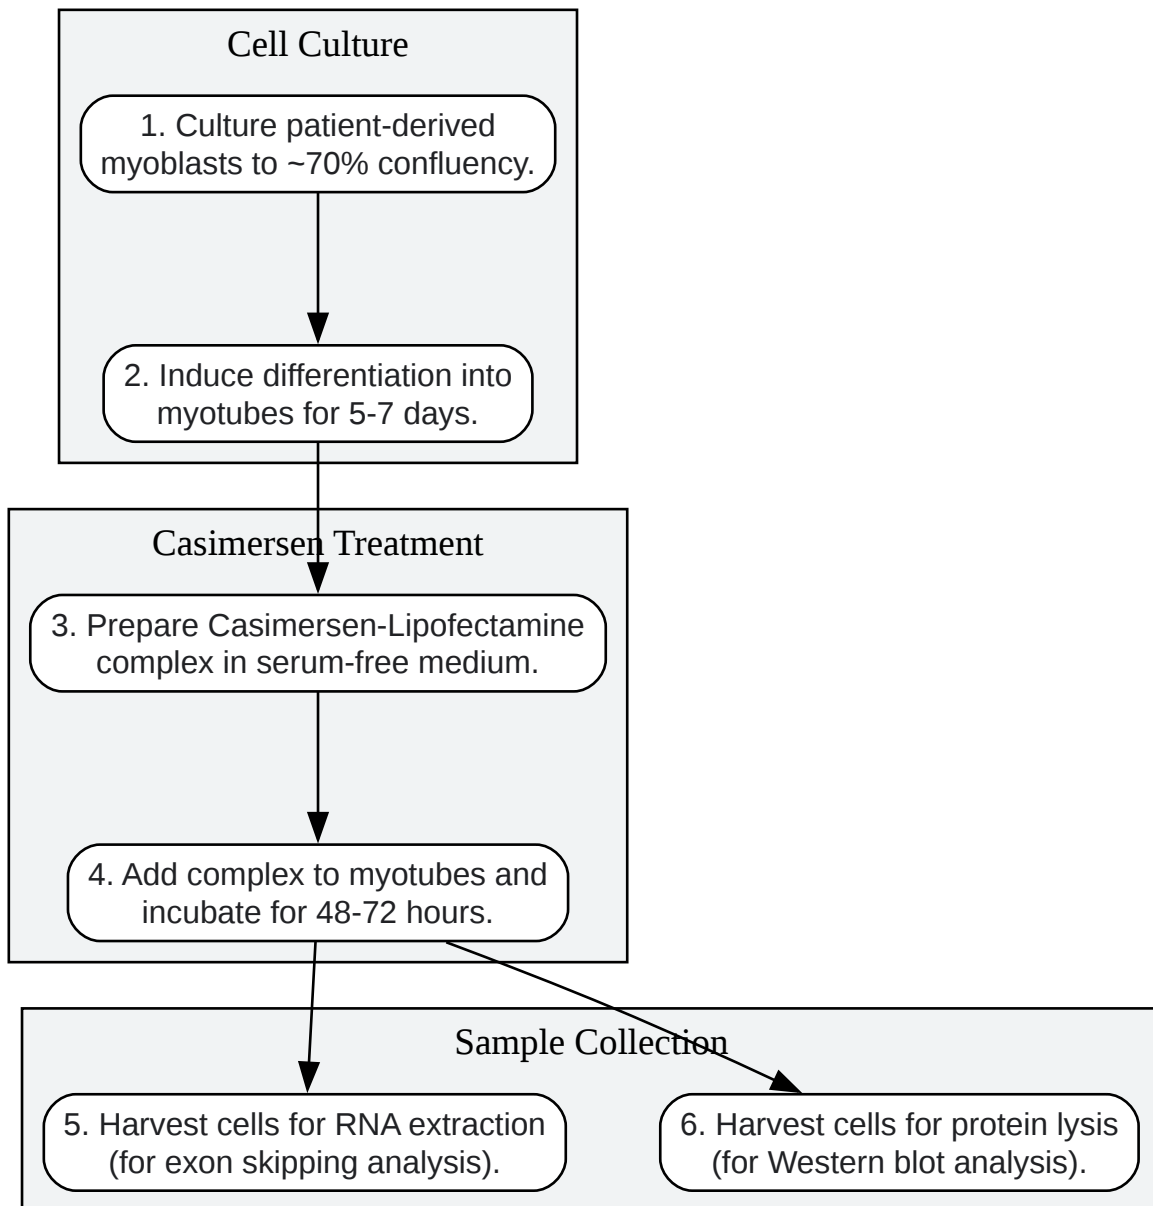 Cell Culture
1. Culture patient-derived
myoblasts to ~70% confluency.
2. Induce differentiation into
myotubes for 5-7 days.
Casimersen Treatment
3. Prepare Casimersen-Lipofectamine
complex in serum-free medium.
4. Add complex to myotubes and
incubate for 48-72 hours.
Sample Collection
5. Harvest cells for RNA extraction
(for exon skipping analysis).
6. Harvest cells for protein lysis
(for Western blot analysis).